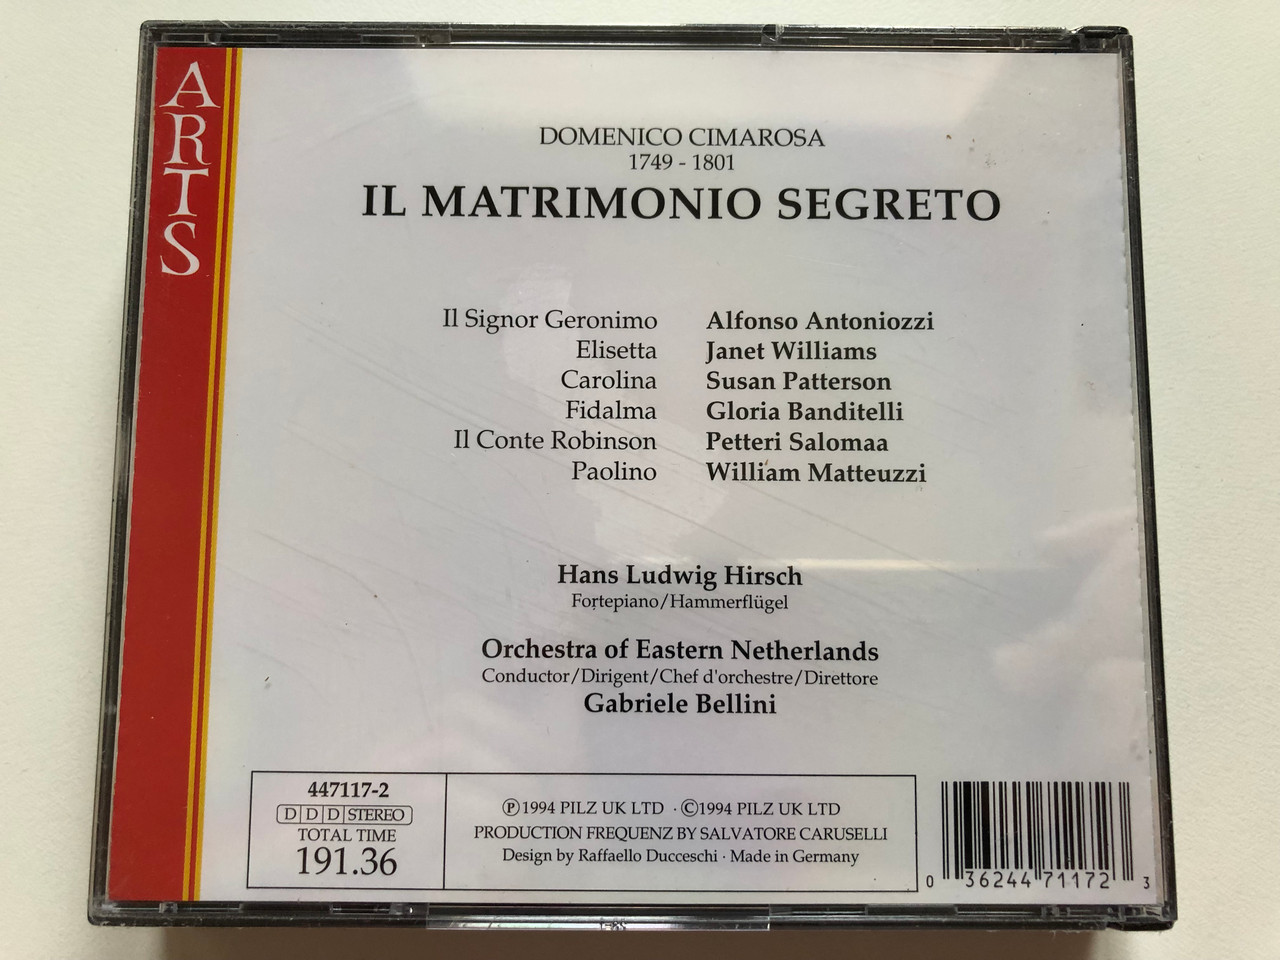 ARTS
DOMENICO CIMAROSA
1749 - 1801
IL MATRIMONIO SEGRETO
Il Signor Geronimo Alfonso Antoniozzi
Elisetta Janet Williams
Carolina Susan Patterson
Fidalma Gloria Banditelli
Il Conte Robinson Petteri Salomaa
Paolino William Matteuzzi
Hans Ludwig Hirsch
Fortepiano/Hammerflügel
Orchestra of Eastern Netherlands
Conductor/Dirigent/Chef d'orchestre/Direttore
Gabriele Bellini
447117-2
D D D STEREO
TOTAL TIME
191.36
℗1994 PILZ UK LTD · ©1994 PILZ UK LTD
PRODUCTION FREQUENZ BY SALVATORE CARUSELLI
Design by Raffaello Ducceschi · Made in Germany
0 36244 71172 3